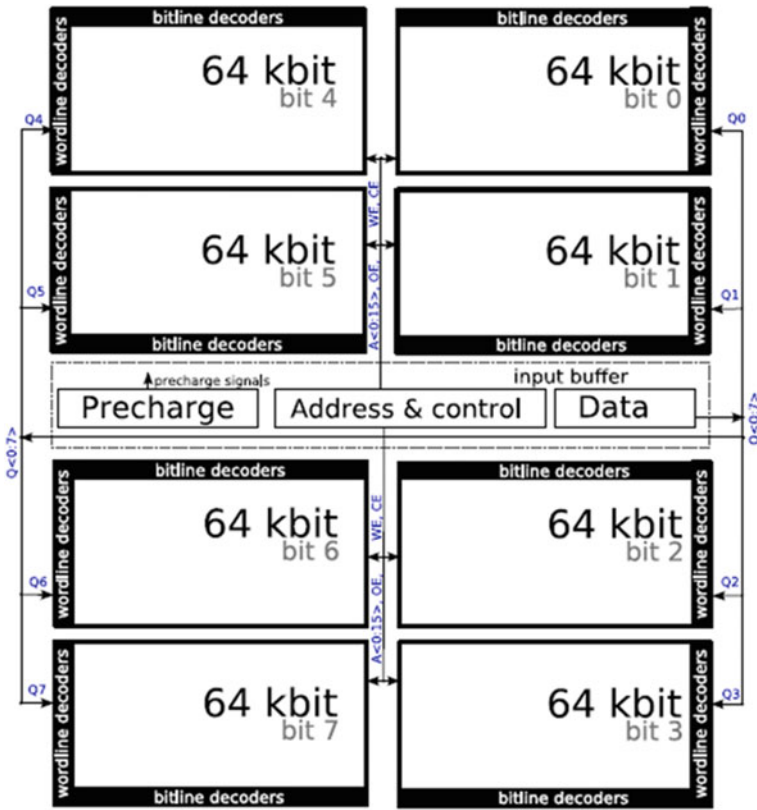 bitline decoders
bitline decoders
wordline decoders
64 kbit
bit 4
64 kbit
bit 0
wordline decoders
Q4
Q0
WE, CE
wordline decoders
64 kbit
bit 5
64 kbit
bit 1
wordline decoders
Q5
Q1
A<0:15>, OE,
bitline decoders
bitline decoders
precharge signals
input buffer
Precharge
Address & control
Data
Q<0:7>
Q<0:7>
bitline decoders
bitline decoders
wordline decoders
64 kbit
bit 6
64 kbit
bit 2
wordline decoders
WE, CE
Q6
Q2
A<0:15>, OE,
wordline decoders
64 kbit
bit 7
64 kbit
bit 3
wordline decoders
Q7
Q3
bitline decoders
bitline decoders